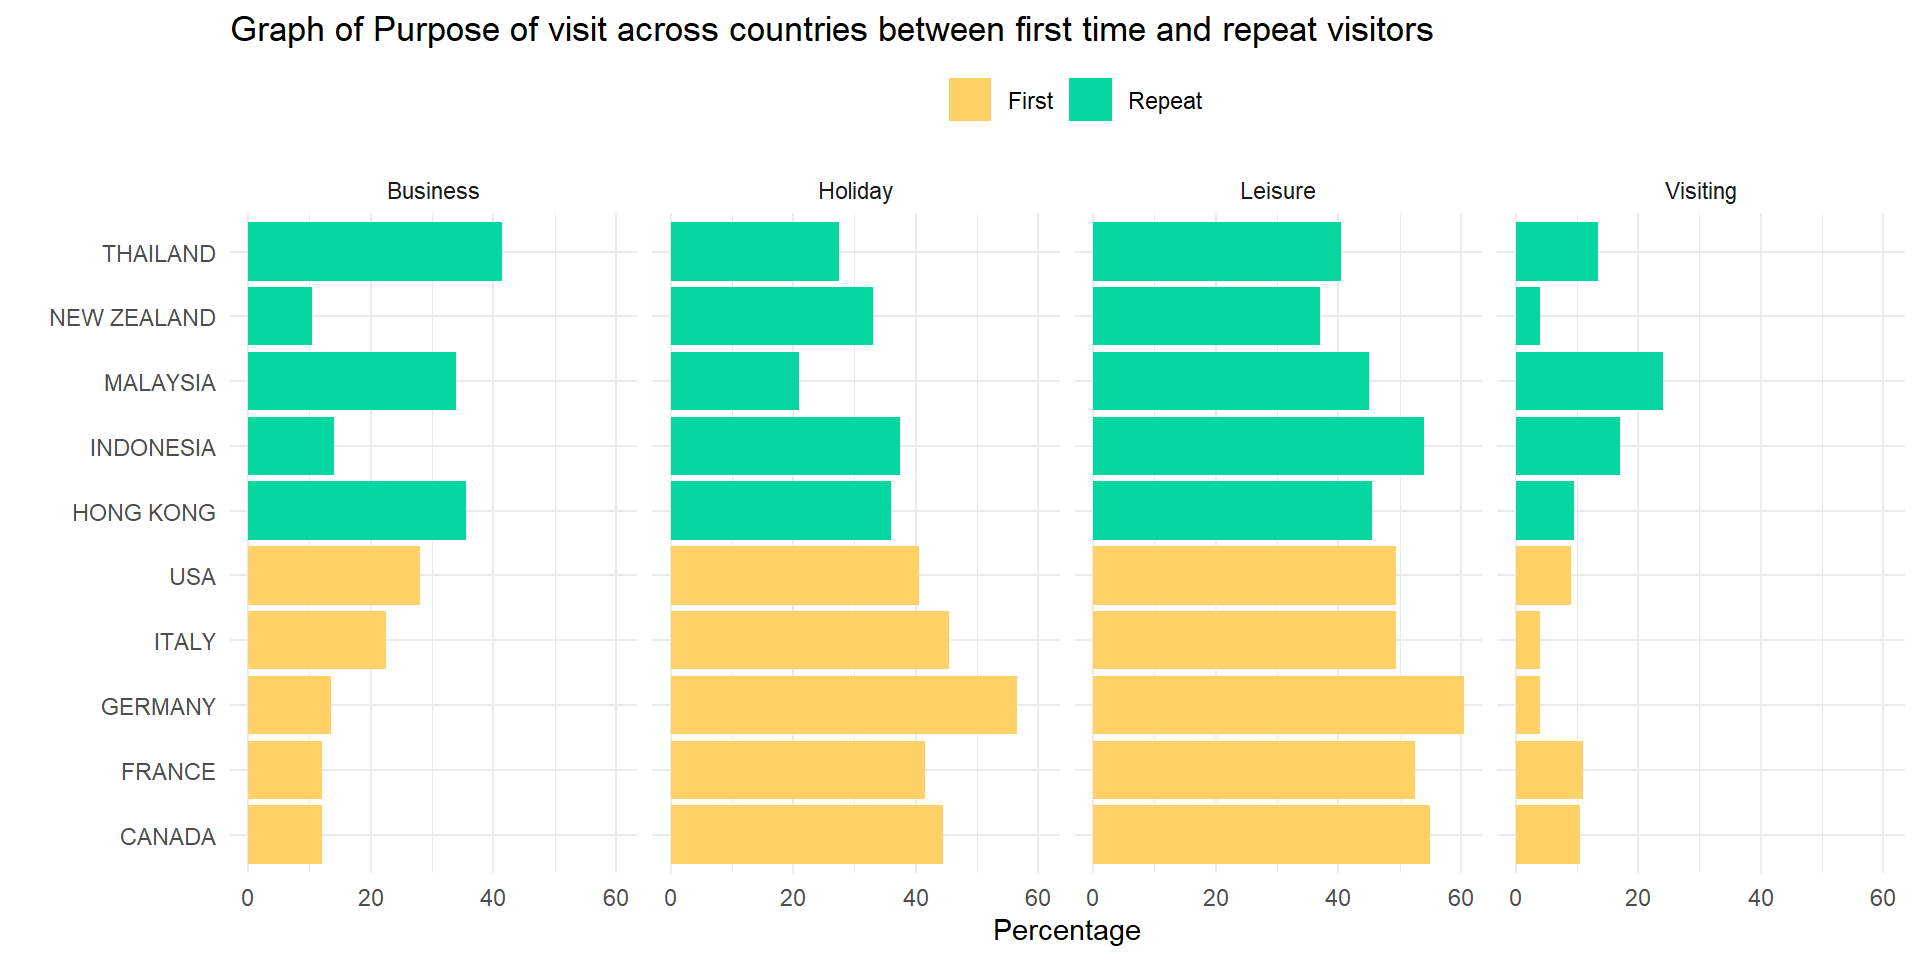 Graph of Purpose of visit across countries between first time and repeat visitors
First Repeat
Business Holiday Leisure Visiting
THAILAND
NEW ZEALAND
MALAYSIA
INDONESIA
HONG KONG
USA
ITALY
GERMANY
FRANCE
CANADA
0 20 40 60 0 20 40 60 0 20 40 60 0 20 40 60
Percentage